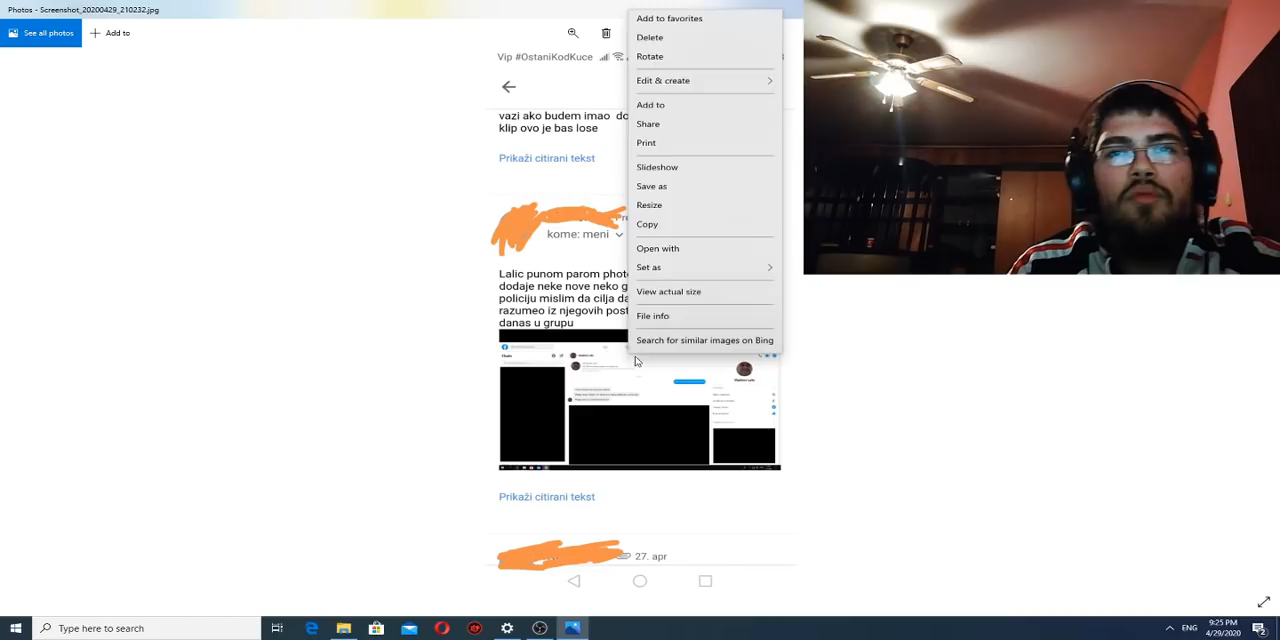 Photos - Screenshot_20200429_210232.jpg
See all photos
Add to
Vip #OstaniKodKuce
vazi ako budem imao
klip ovo je bas lose
Prikaži citirani tekst
kome: meni
Lalic punom parom
dodaje neke nove neko
policiju mislim da cilja
razumeo iz njegovih
danas u grupu
Prikaži citirani tekst
27. apr
Add to favorites
Delete
Rotate
Edit & create
Add to
Share
Print
Slideshow
Save as
Resize
Copy
Open with
Set as
View actual size
File info
Search for similar images on Bing
Type here to search
ENG
9:25 PM
4/29/2020